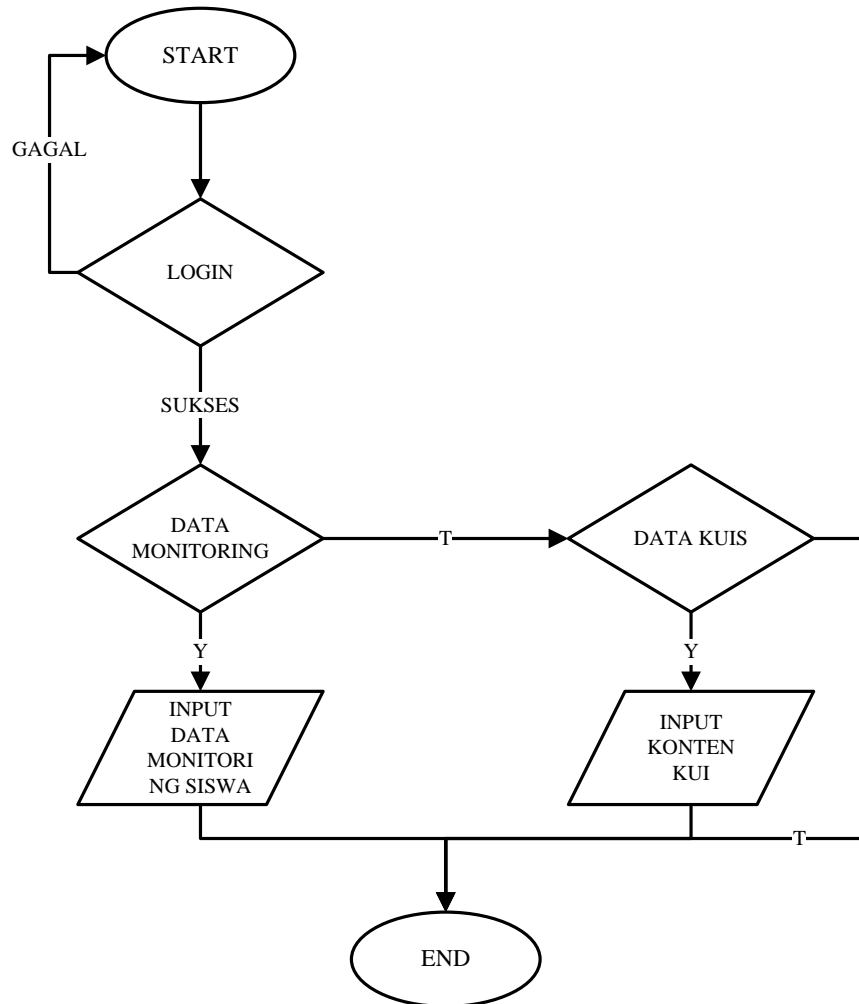 START
GAGAL
LOGIN
SUKSES
DATA
MONITORING
T
DATA KUIS
Y
Y
INPUT
DATA
MONITORI
NG SISWA
INPUT
KONTEN
KUI
T
END